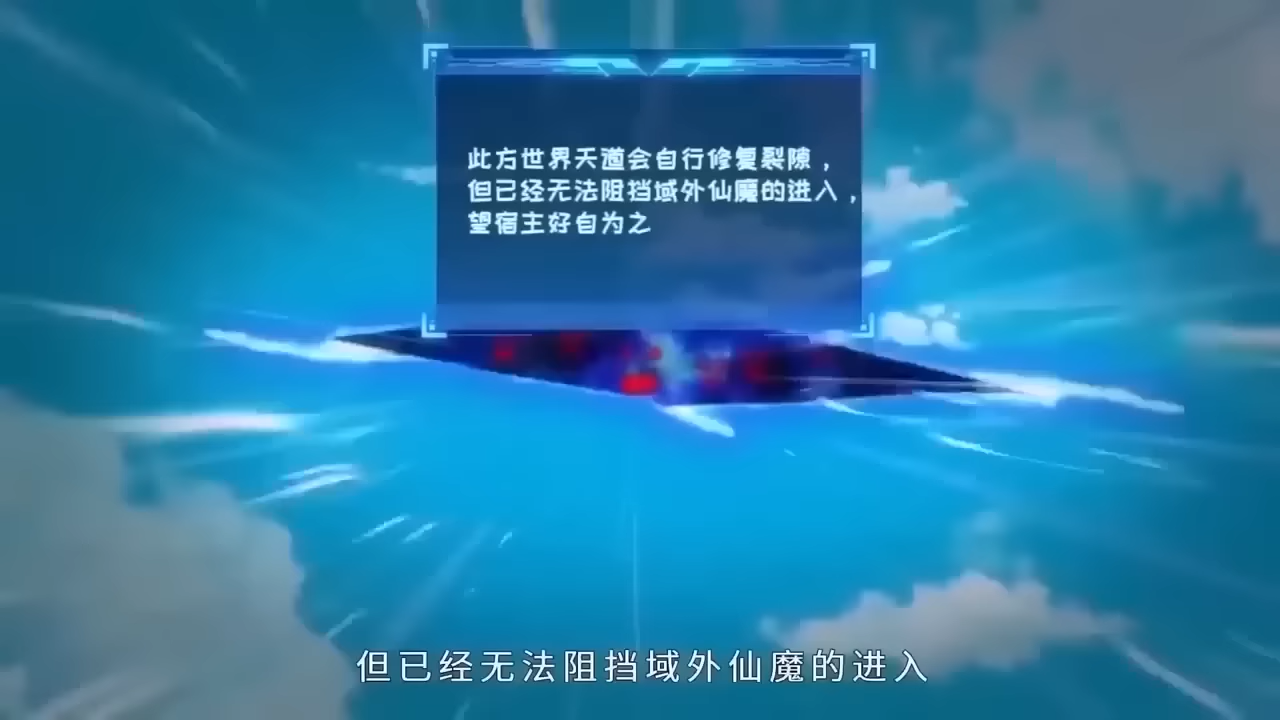 此方世界天道会自行修复裂隙，
但已经无法阻挡域外仙魔的进入，
望宿主好自为之
但已经无法阻挡域外仙魔的进入